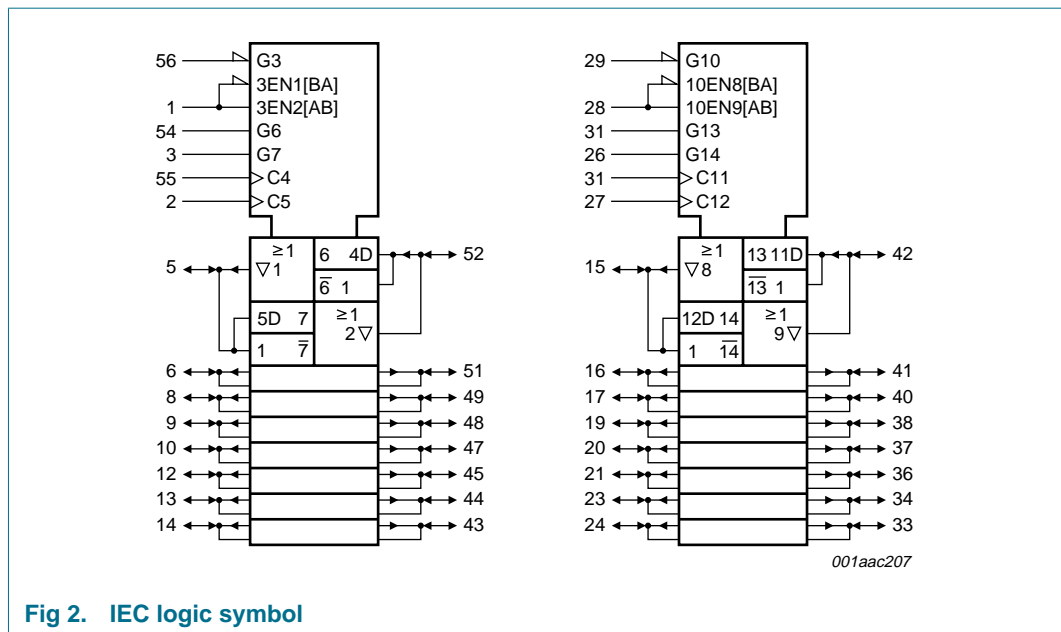 56 G3
3EN1[BA]
1 3EN2[AB]
54 G6
3 G7
55 C4
2 C5
≥1 6 4D 52
5 ▽1
6̅ 1
5D 7 ≥1
2▽
1 7̅
6 51
8 49
9 48
10 47
12 45
13 44
14 43
29 G10
10EN8[BA]
28 10EN9[AB]
31 G13
26 G14
31 C11
27 C12
≥1 13 11D 42
15 ▽8
1̅3̅ 1
12D 14 ≥1
9▽
1 1̅4̅
16 41
17 40
19 38
20 37
21 36
23 34
24 33
001aac207
Fig 2. IEC logic symbol